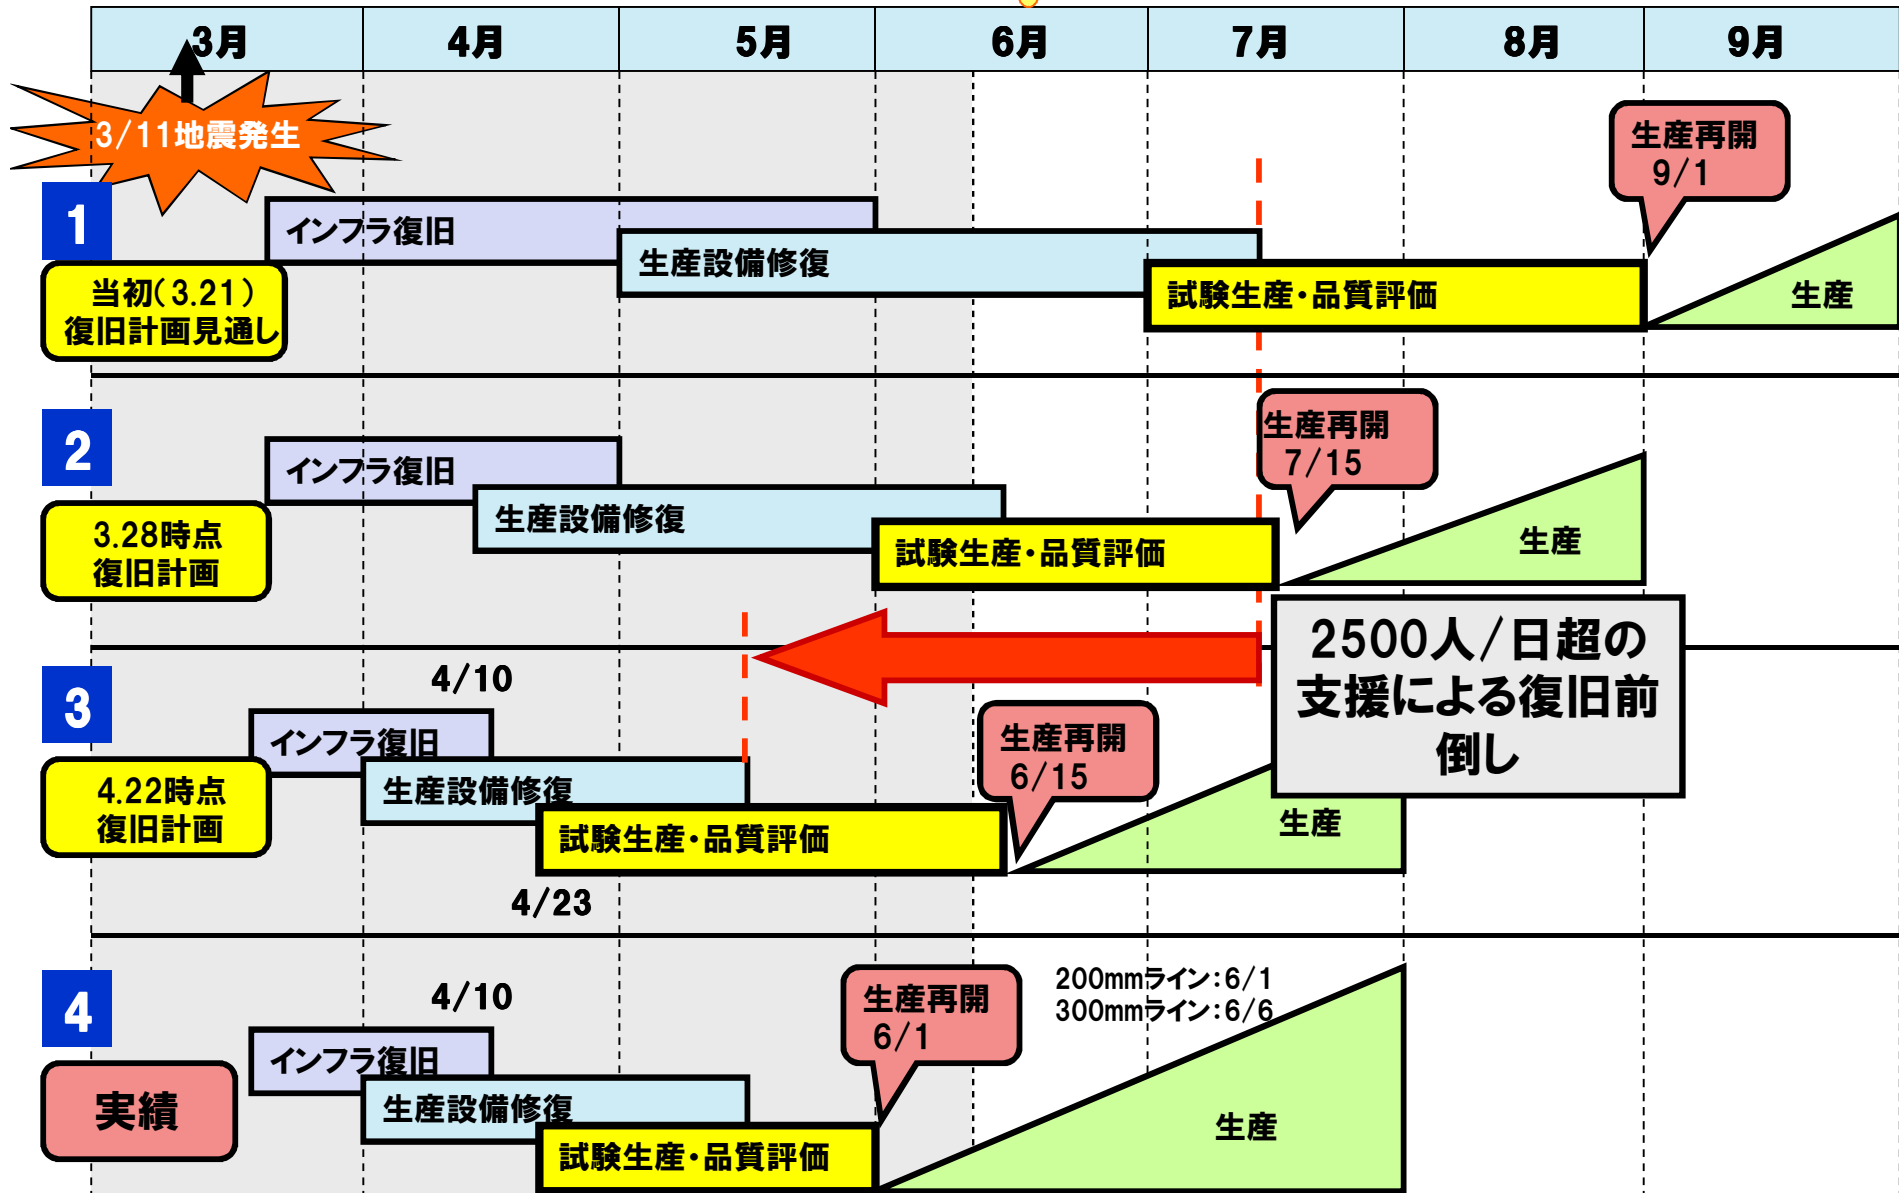 3月 4月 5月 6月 7月 8月 9月
3/11地震発生
生産再開
9/1
1
インフラ復旧
生産設備修復
当初(3.21)
復旧計画見通し
試験生産・品質評価
生産
2
生産再開
7/15
インフラ復旧
生産設備修復
3.28時点
復旧計画
試験生産・品質評価
生産
2500人/日超の
支援による復旧前
倒し
3
4/10
インフラ復旧
生産再開
6/15
4.22時点
復旧計画
生産設備修復
試験生産・品質評価
生産
4/23
4
4/10
生産再開
6/1
200mmライン:6/1
300mmライン:6/6
インフラ復旧
実績
生産設備修復
試験生産・品質評価
生産